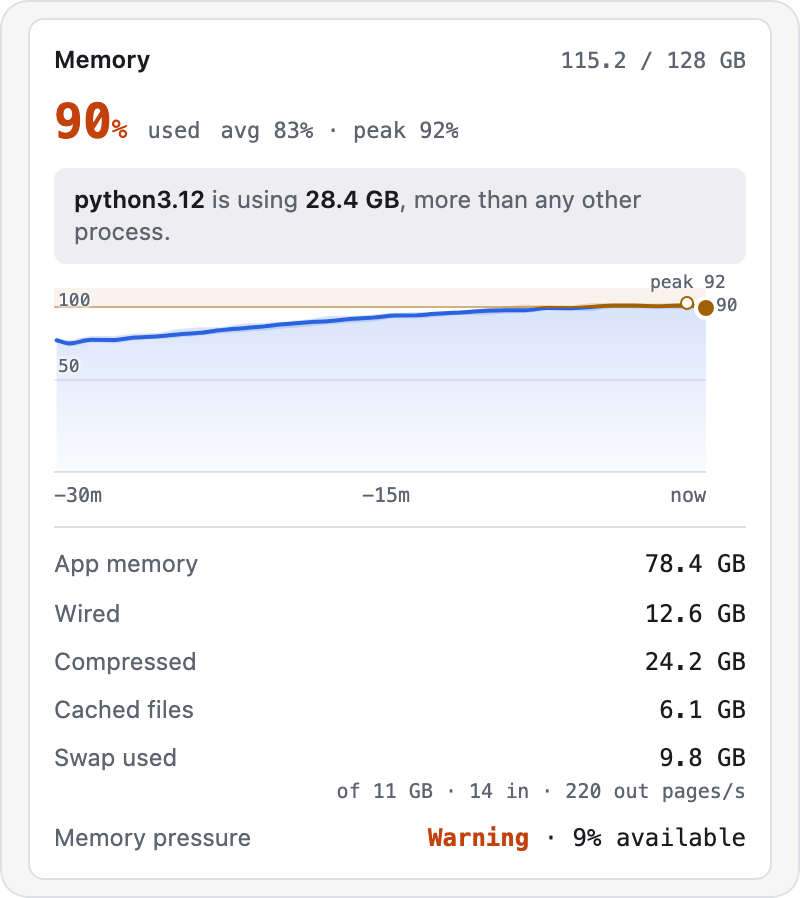 Memory 115.2 / 128 GB
90% used avg 83% · peak 92%
python3.12 is using 28.4 GB, more than any other
process.
peak 92
100
90
50
−30m −15m now
App memory 78.4 GB
Wired 12.6 GB
Compressed 24.2 GB
Cached files 6.1 GB
Swap used 9.8 GB
of 11 GB · 14 in · 220 out pages/s
Memory pressure Warning · 9% available